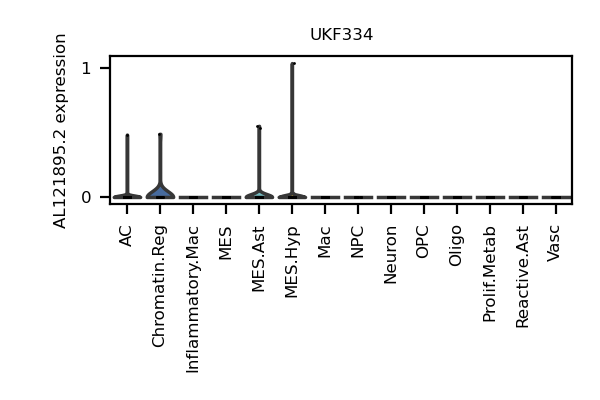 UKF334
AL121895.2 expression
1
0
AC
Chromatin.Reg
Inflammatory.Mac
MES
MES.Ast
MES.Hyp
Mac
NPC
Neuron
OPC
Oligo
Prolif.Metab
Reactive.Ast
Vasc